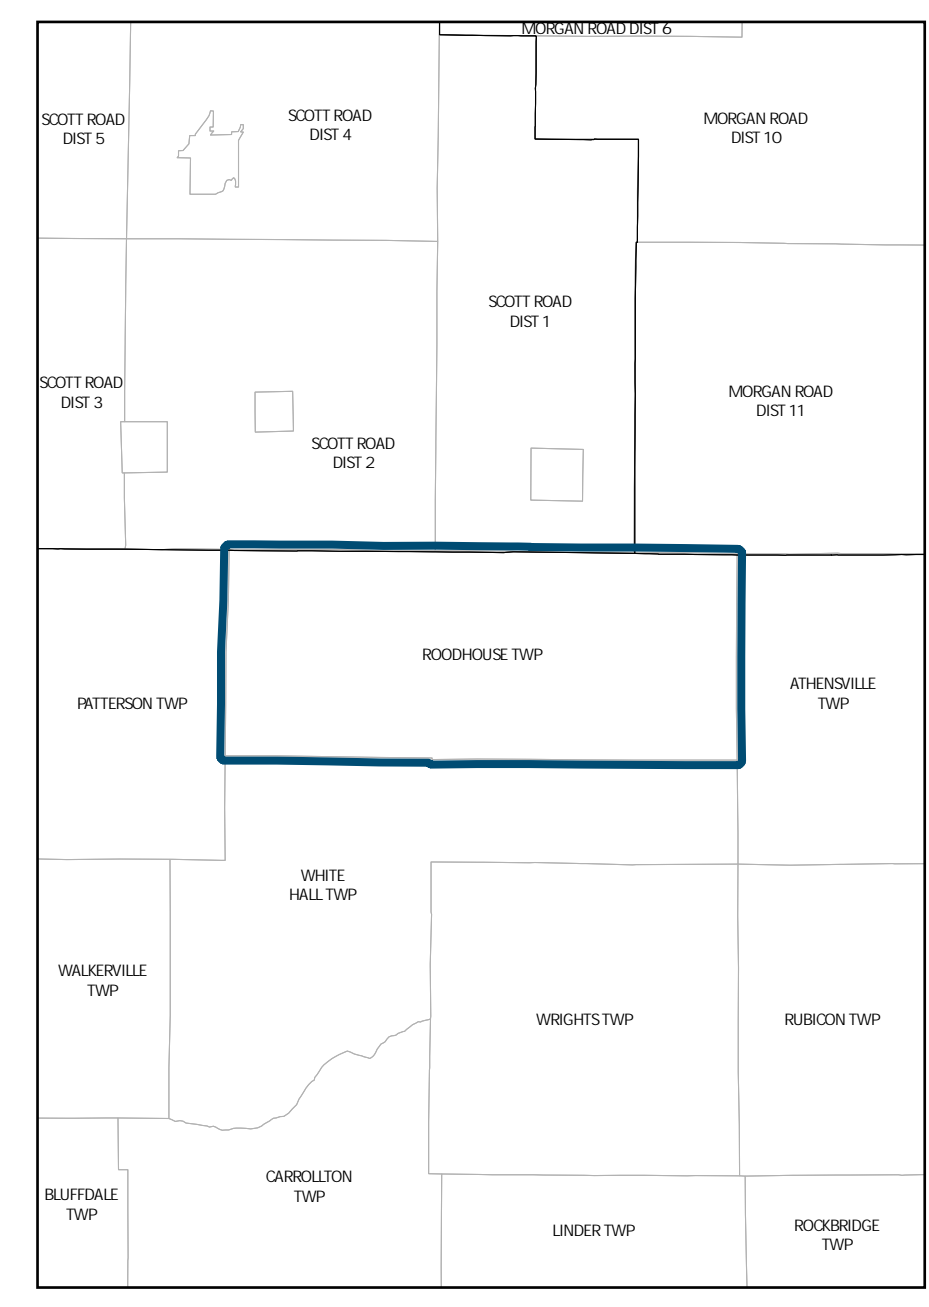 MORGAN ROAD DIST 6
SCOTT ROAD
DIST 5
SCOTT ROAD
DIST 4
MORGAN ROAD
DIST 10
SCOTT ROAD
DIST 1
SCOTT ROAD
DIST 3
MORGAN ROAD
DIST 11
SCOTT ROAD
DIST 2
ROODHOUSE TWP
PATTERSON TWP
ATHENSVILLE
TWP
WHITE
HALL TWP
WALKERVILLE
TWP
WRIGHTS TWP
RUBICON TWP
CARROLLTON
TWP
BLUFFDALE
TWP
LINDER TWP
ROCKBRIDGE
TWP